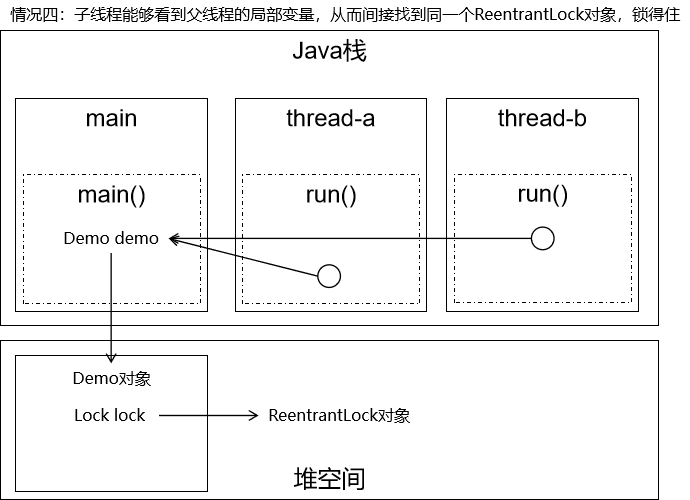 情况四：子线程能够看到父线程的局部变量，从而间接找到同一个ReentrantLock对象，锁得住
Java栈
main
thread-a
thread-b
main()
run()
run()
Demo demo
Demo对象
Lock lock
ReentrantLock对象
堆空间